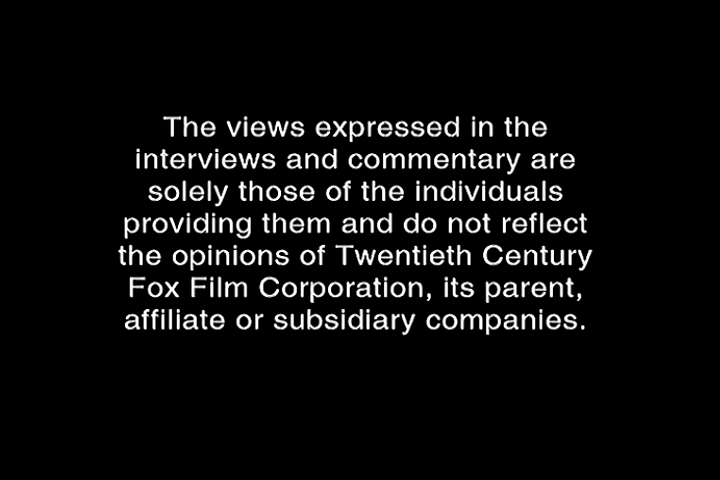 The views expressed in the
interviews and commentary are
solely those of the individuals
providing them and do not reflect
the opinions of Twentieth Century
Fox Film Corporation, its parent,
affiliate or subsidiary companies.